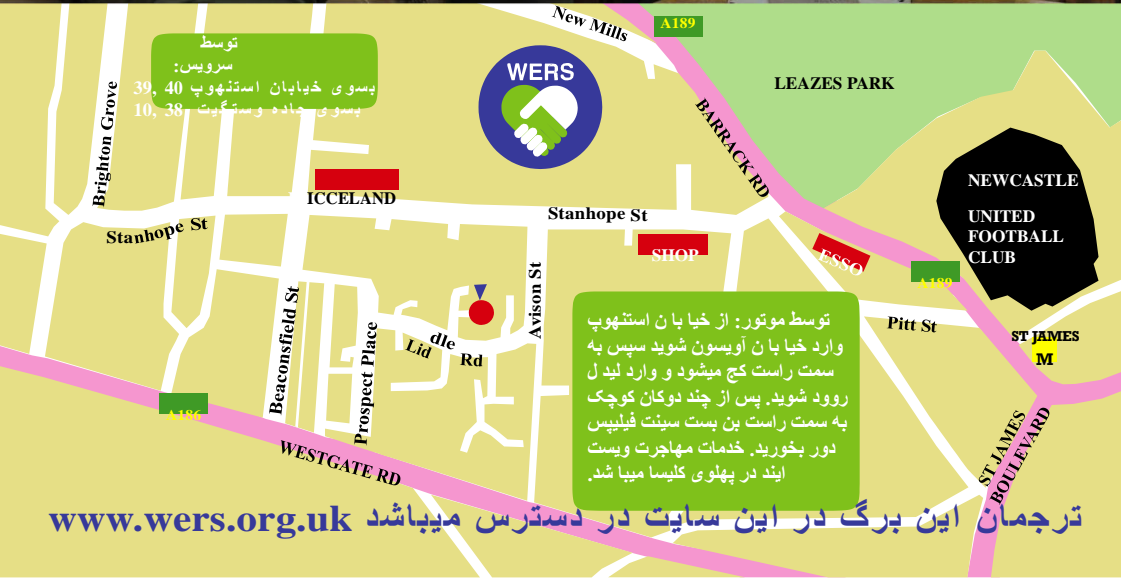 New Mills
A189
توسط
سرویس:
بسوی خیابان استنهوپ 40 ,39
بسوی جاده وستگیت 38, 10
WERS
LEAZES PARK
BARRACK RD
Brighton Grove
NEWCASTLE
UNITED
FOOTBALL
CLUB
ICCELAND
Stanhope St
Stanhope St
SHOP
ESSO
A189
Avison St
Beaconsfield St
Prospect Place
Liddle Rd
Pitt St
ST JAMES
M
توسط موتور: از خیا با ن استنهوپ
وارد خیا با ن آویسون شوید سپس به
سمت راست کج میشود و وارد لید ل
روود شوید. پس از چند دوکان کوچک
به سمت راست بن بست سینت فیلیپس
دور بخورید. خدمات مهاجرت ویست
ایند در پهلوی کلیسا میبا شد.
A186
WESTGATE RD
ST JAMES
BOULEVARD
ترجمان این برگ در این سایت در دسترس میباشد www.wers.org.uk